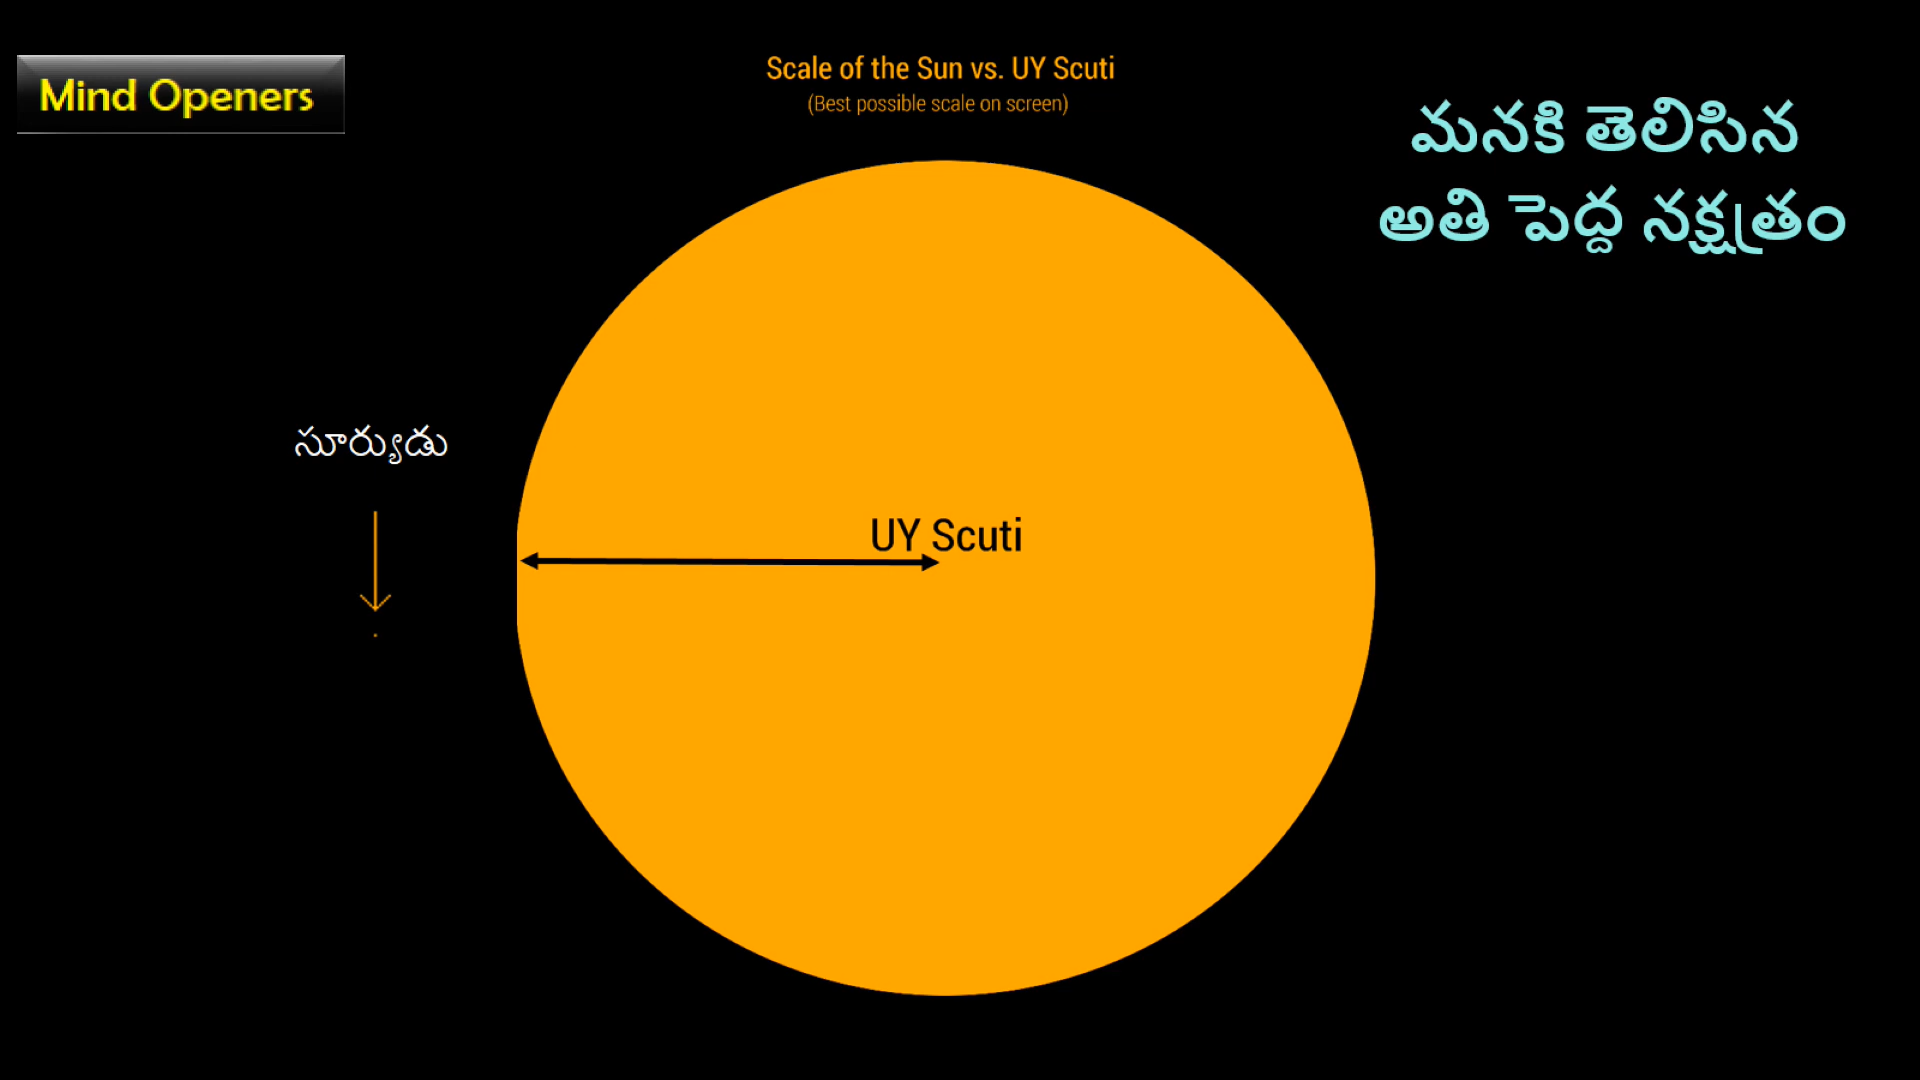 Mind Openers
Scale of the Sun vs. UY Scuti
(Best possible scale on screen)
మనకి తెలిసిన
అతి పెద్ద నక్షత్రం
సూర్యుడు
UY Scuti